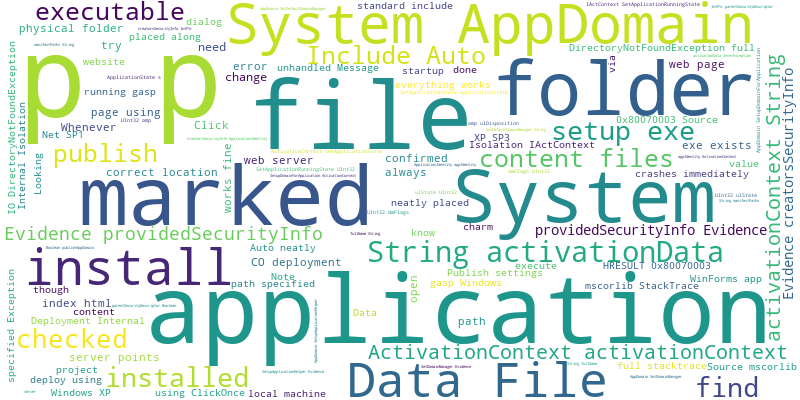 executable
System AppDomain
standard include
IActContext SetApplicationRunningState
physical folder
dialog
placed along
Include Auto
DirectoryNotFoundException full
try
need
error
unhandled Message
website
change
startup
done
via
web page
p p
file
folder
running gasp
everything works
page using
UInt32 amp
Click
0x80070003 Source
Whenever
XP SP3
setup exe
Net SP1
Isolation IActContext
exe exists
publish
web server
confirmed
content files
value
correct location
works fine
always
crashes immediately
Looking
Internal Isolation
IO DirectoryNotFoundException
marked
System
activationContext String
Evidence creatorsSecurityInfo
neatly placed
Evidence providedSecurityInfo
know
charm
providedSecurityInfo Evidence
install
Auto neatly
String activationData
CO deployment
execute
HRESULT 0x80070003
Note
Publish settings
mscorlib StackTrace
path specified
open
gasp Windows
WinForms app
specified Exception
though
index html
content
Data
path
application
Deployment Internal
checked
server points
ActivationContext activationContext
project
installed
full stacktrace
Source mscorlib
deploy using
Data File
find
Windows XP
using ClickOnce
local machine